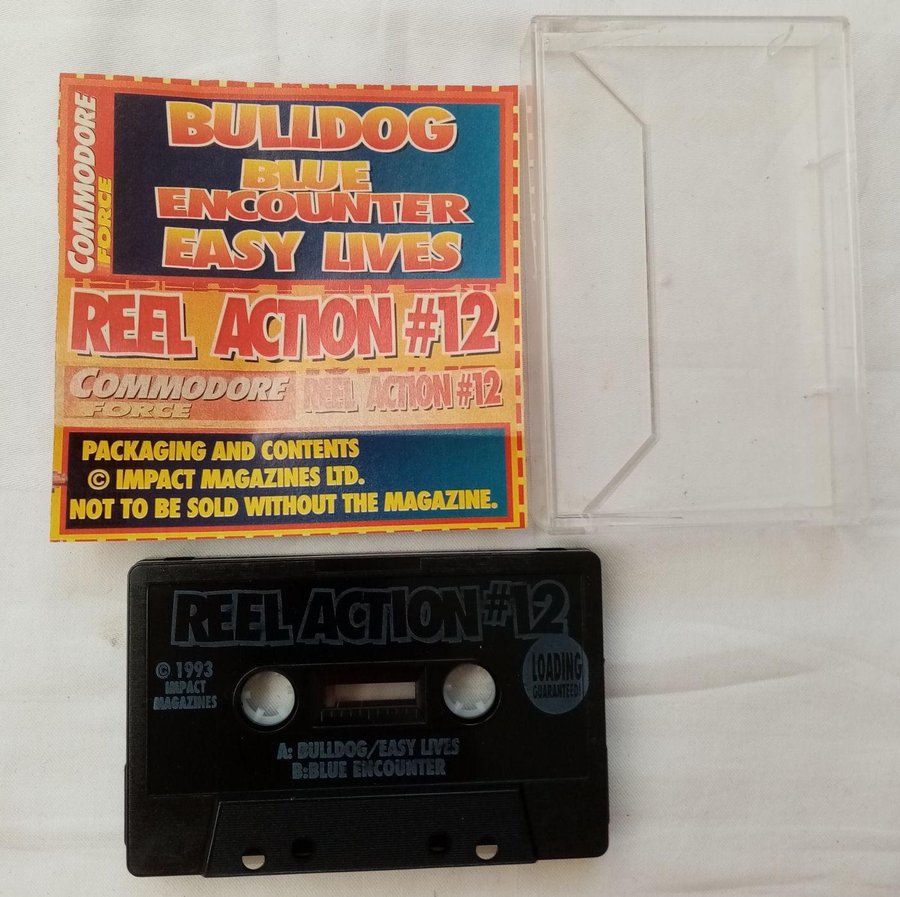 COMMODORE
FORCE
BULLDOG
BLUE
ENCOUNTER
EASY LIVES
REEL ACTION #12
COMMODORE
FORCE
REEL ACTION #12
PACKAGING AND CONTENTS
© IMPACT MAGAZINES LTD.
NOT TO BE SOLD WITHOUT THE MAGAZINE.
REEL ACTION #12
© 1993
IMPACT
MAGAZINES
LOADING
GUARANTEED!
A: BULLDOG/EASY LIVES
B:BLUE ENCOUNTER